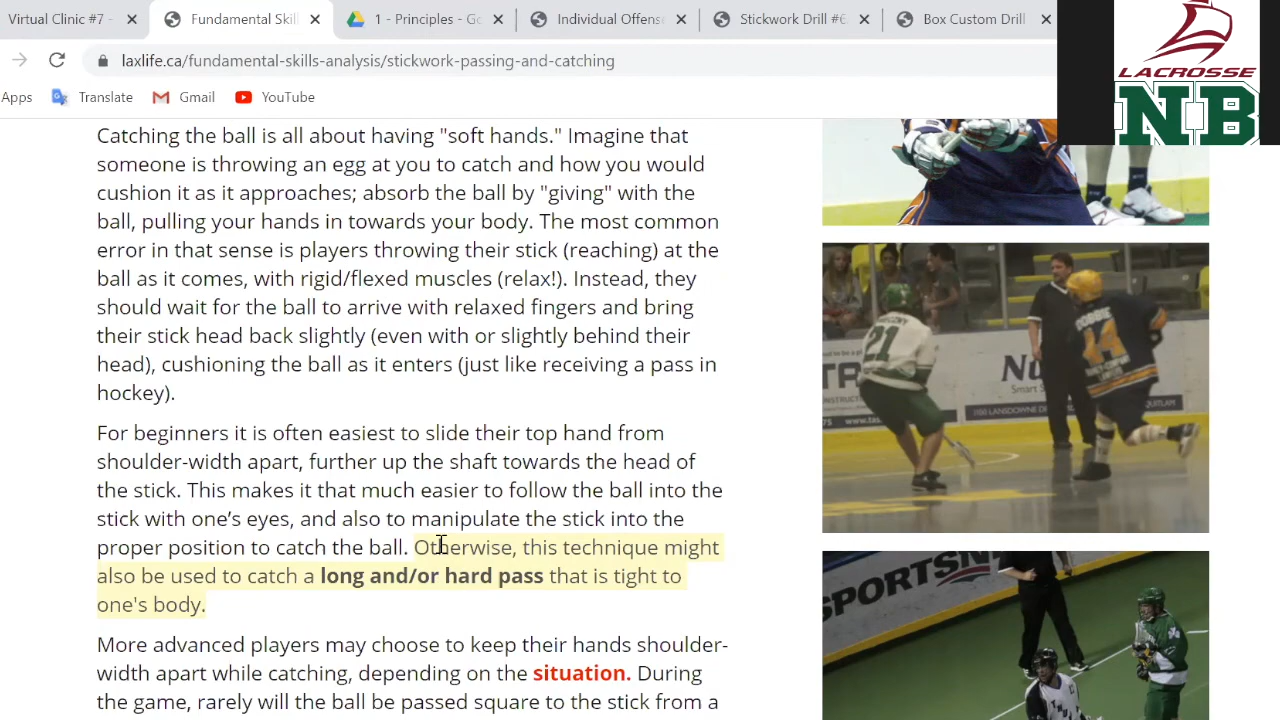 Virtual Clinic #7 -
Fundamental Skil
1 - Principles - Go
Individual Offens
Stickwork Drill #6
Box Custom Drill
laxlife.ca/fundamental-skills-analysis/stickwork-passing-and-catching
Apps
Translate
Gmail
YouTube
LACROSSE
NB
Catching the ball is all about having "soft hands." Imagine that
someone is throwing an egg at you to catch and how you would
cushion it as it approaches; absorb the ball by "giving" with the
ball, pulling your hands in towards your body. The most common
error in that sense is players throwing their stick (reaching) at the
ball as it comes, with rigid/flexed muscles (relax!). Instead, they
should wait for the ball to arrive with relaxed fingers and bring
their stick head back slightly (even with or slightly behind their
head), cushioning the ball as it enters (just like receiving a pass in
hockey).
For beginners it is often easiest to slide their top hand from
shoulder-width apart, further up the shaft towards the head of
the stick. This makes it that much easier to follow the ball into the
stick with one’s eyes, and also to manipulate the stick into the
proper position to catch the ball. Otherwise, this technique might
also be used to catch a long and/or hard pass that is tight to
one's body.
More advanced players may choose to keep their hands shoulder-
width apart while catching, depending on the situation. During
the game, rarely will the ball be passed square to the stick from a
21
44
SPORTSN